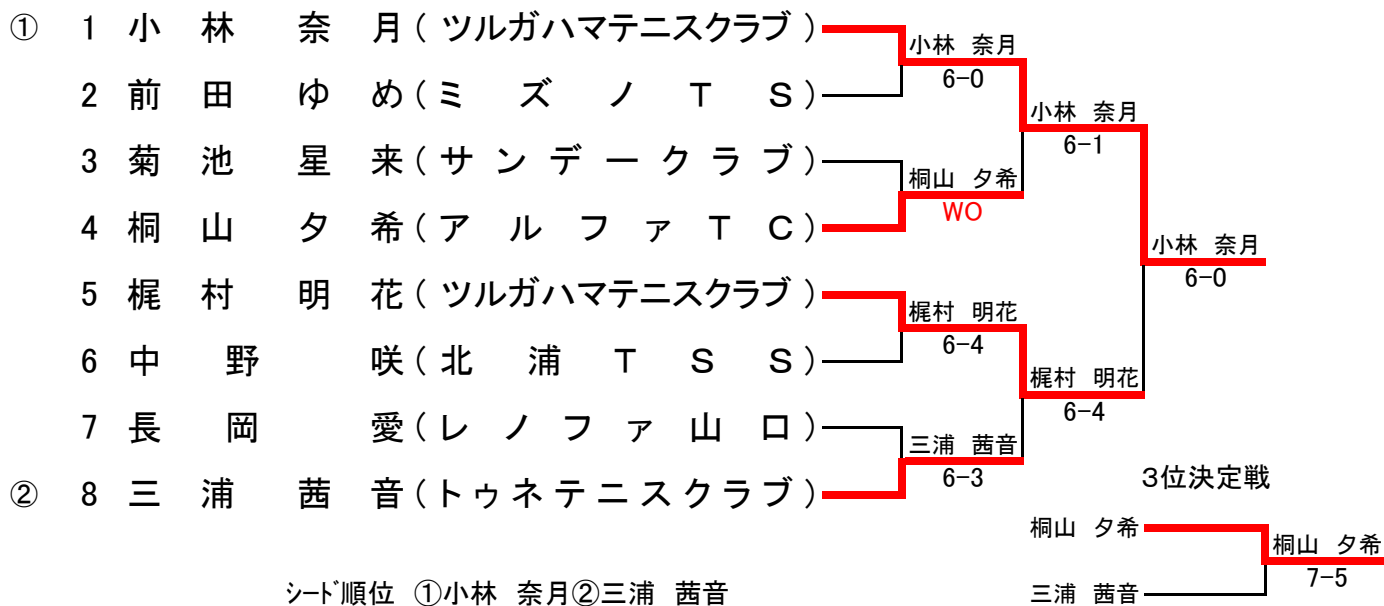 ① 1 小林 奈月 (ツルガハマテニスクラブ)
2 前田 ゆめ (ミズノTS)
3 菊池 星来 (サンデークラブ)
4 桐山 夕希 (アルファTC)
5 梶村 明花 (ツルガハマテニスクラブ)
6 中野 咲 (北浦TSS)
7 長岡 愛 (レノファ山口)
② 8 三浦 茜音 (トゥネテニスクラブ)
小林 奈月
6-0
桐山 夕希
WO
梶村 明花
6-4
三浦 茜音
6-3
小林 奈月
6-1
梶村 明花
6-4
小林 奈月
6-0
3位決定戦
桐山 夕希
三浦 茜音
桐山 夕希
7-5
シード順位 ①小林 奈月②三浦 茜音